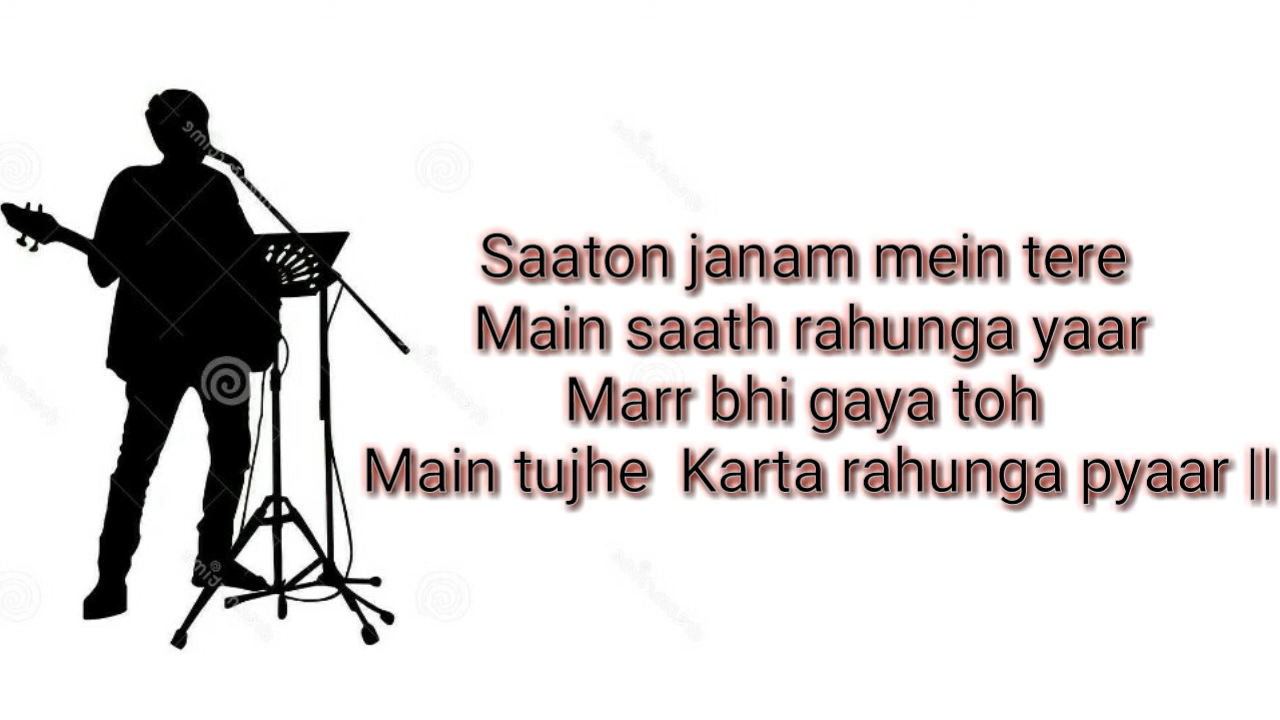 Saaton janam mein tere
Main saath rahunga yaar
Marr bhi gaya toh
Main tujhe Karta rahunga pyaar ||